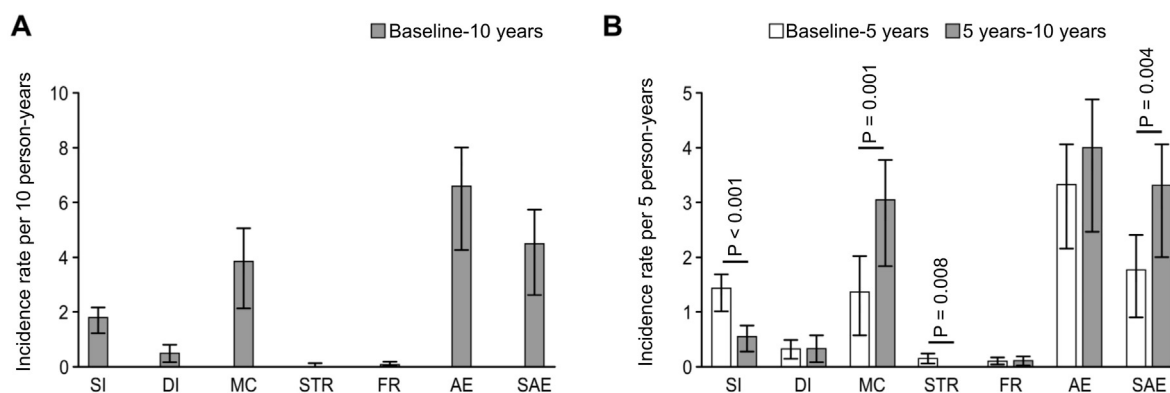 A
Baseline-10 years
Incidence rate per 10 person-years
10
8
6
4
2
0
SI DI MC STR FR AE SAE
B
Baseline-5 years 5 years-10 years
Incidence rate per 5 person-years
5
4
3
2
1
0
P < 0.001
P = 0.001
P = 0.008
P = 0.004
SI DI MC STR FR AE SAE